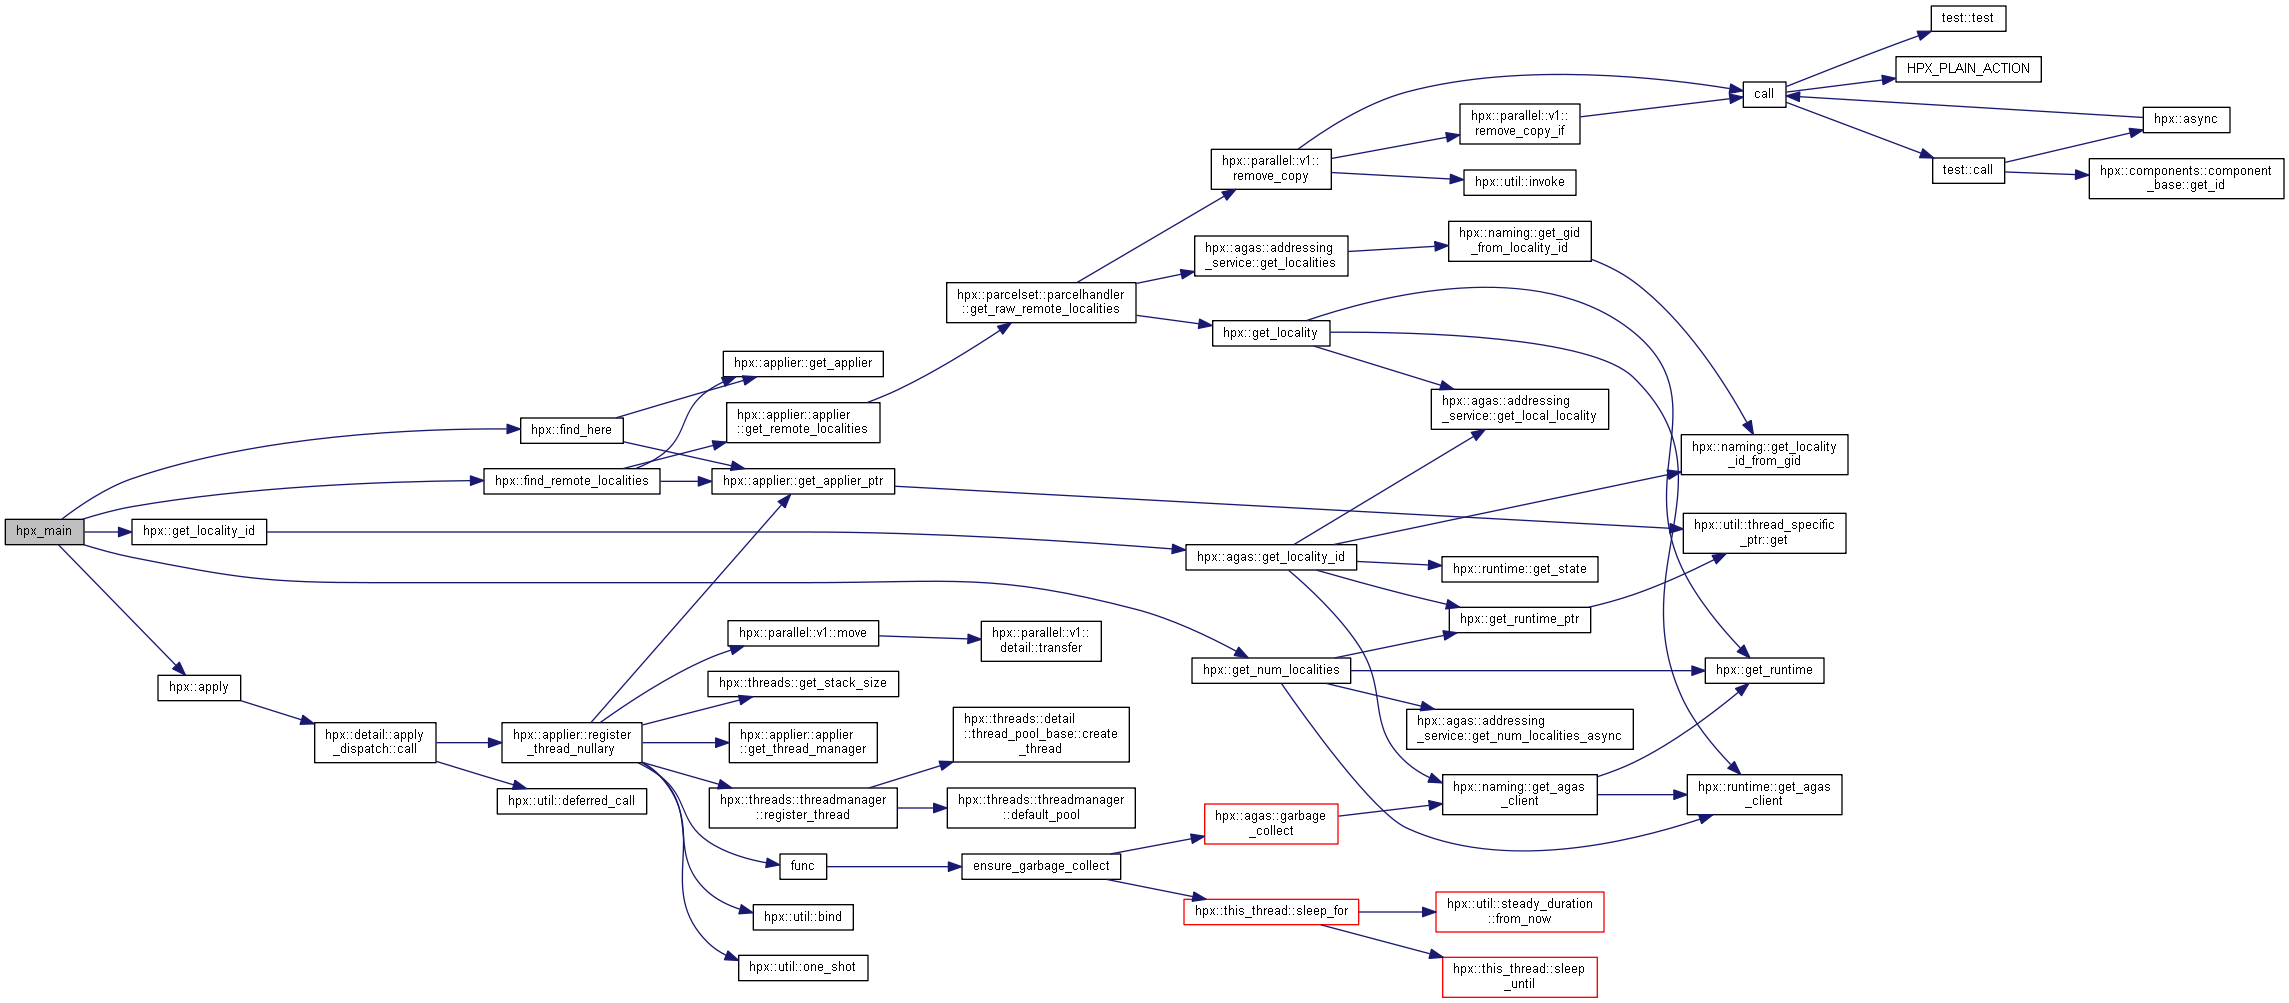 test::test
HPX_PLAIN_ACTION
call
hpx::parallel::v1::
remove_copy_if
hpx::async
hpx::parallel::v1::
remove_copy
test::call
hpx::components::component
_base::get_id
hpx::util::invoke
hpx::naming::get_gid
_from_locality_id
hpx::agas::addressing
_service::get_localities
hpx::parcelset::parcelhandler
::get_raw_remote_localities
hpx::get_locality
hpx::applier::get_applier
hpx::agas::addressing
_service::get_local_locality
hpx::applier::applier
::get_remote_localities
hpx::find_here
hpx::naming::get_locality
_id_from_gid
hpx::find_remote_localities
hpx::applier::get_applier_ptr
hpx::util::thread_specific
_ptr::get
hpx_main
hpx::get_locality_id
hpx::agas::get_locality_id
hpx::runtime::get_state
hpx::get_runtime_ptr
hpx::parallel::v1::move
hpx::parallel::v1::
detail::transfer
hpx::get_num_localities
hpx::get_runtime
hpx::apply
hpx::threads::get_stack_size
hpx::threads::detail
::thread_pool_base::create
_thread
hpx::agas::addressing
_service::get_num_localities_async
hpx::detail::apply
_dispatch::call
hpx::applier::register
_thread_nullary
hpx::applier::applier
::get_thread_manager
hpx::naming::get_agas
_client
hpx::runtime::get_agas
_client
hpx::util::deferred_call
hpx::threads::threadmanager
::register_thread
hpx::threads::threadmanager
::default_pool
hpx::agas::garbage
_collect
func
ensure_garbage_collect
hpx::this_thread::sleep_for
hpx::util::steady_duration
::from_now
hpx::util::bind
hpx::util::one_shot
hpx::this_thread::sleep
_until